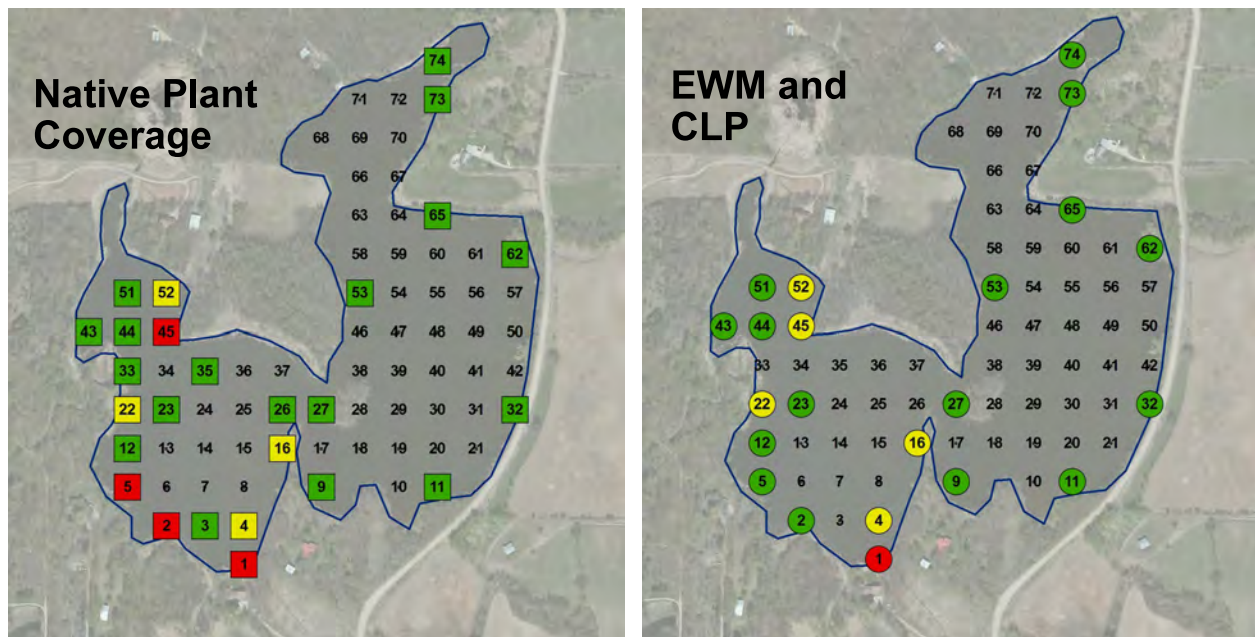 Native Plant
Coverage
74
71 72 73
68 69 70
66 67
63 64 65
58 59 60 61 62
51 52 53 54 55 56 57
43 44 45 46 47 48 49 50
33 34 35 36 37 38 39 40 41 42
22 23 24 25 26 27 28 29 30 31 32
12 13 14 15 16 17 18 19 20 21
5 6 7 8 9 10 11
2 3 4
1
EWM and
CLP
74
71 72 73
68 69 70
66 67
63 64 65
58 59 60 61 62
51 52 53 54 55 56 57
43 44 45 46 47 48 49 50
33 34 35 36 37 38 39 40 41 42
22 23 24 25 26 27 28 29 30 31 32
12 13 14 15 16 17 18 19 20 21
5 6 7 8 9 10 11
2 3 4
1